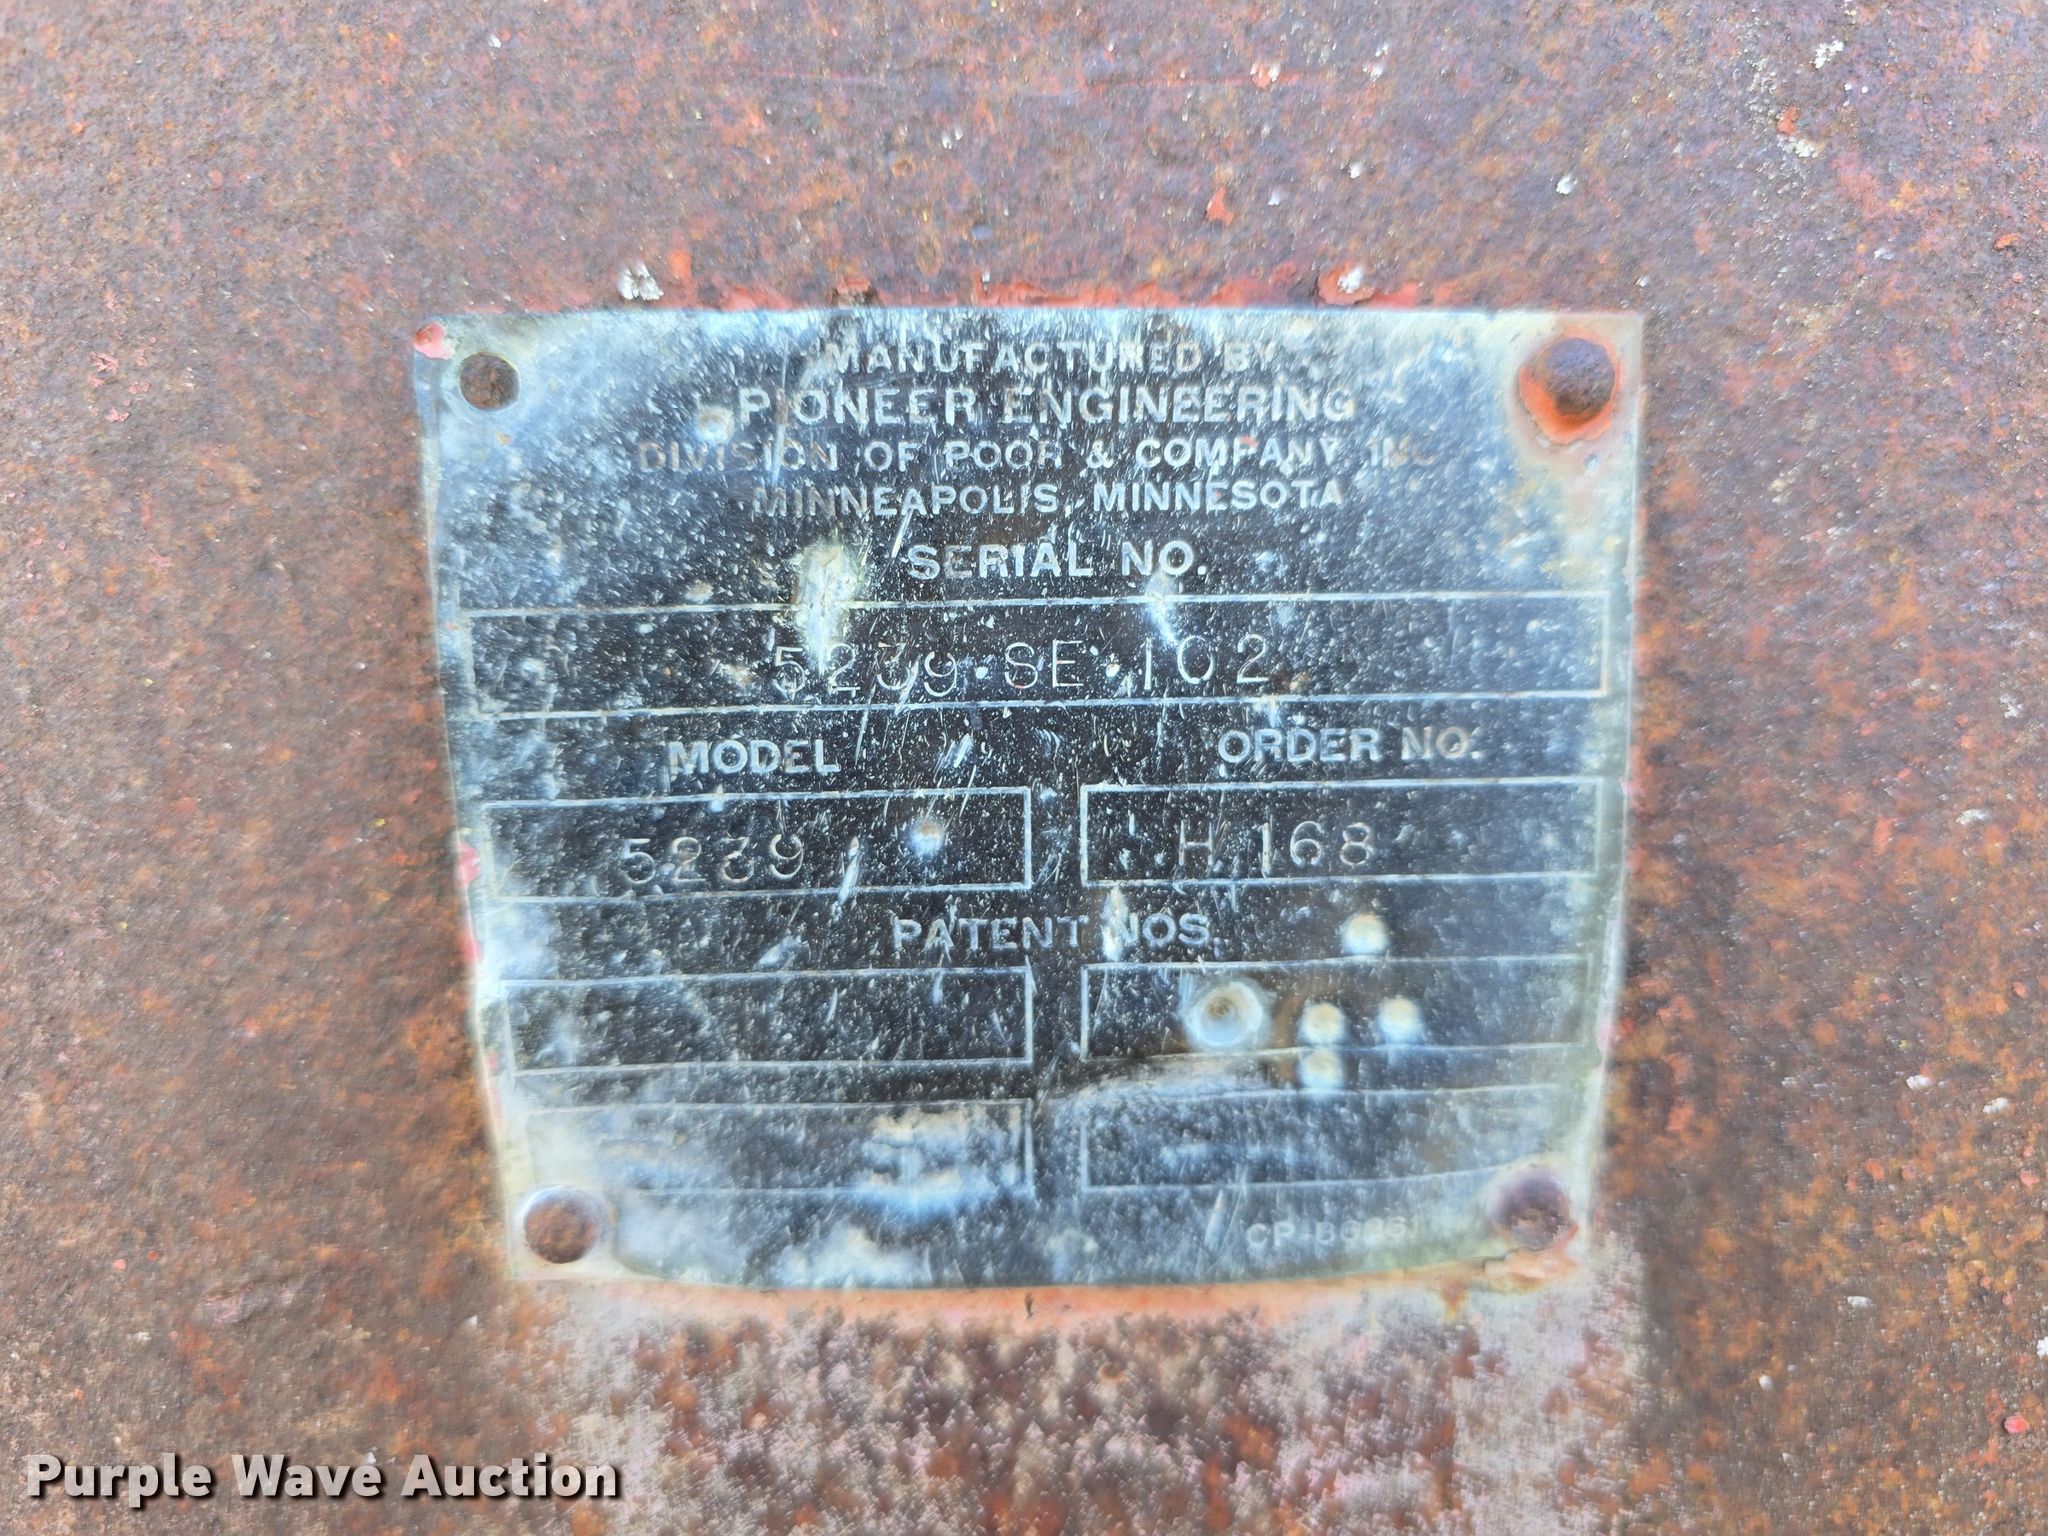 MANUFACTURED BY
PIONEER ENGINEERING
DIVISION OF POOR & COMPANY INC
MINNEAPOLIS, MINNESOTA
SERIAL NO.
5239·SE·102
MODEL
ORDER NO.
5239
H 168
PATENT NOS.
Purple Wave Auction